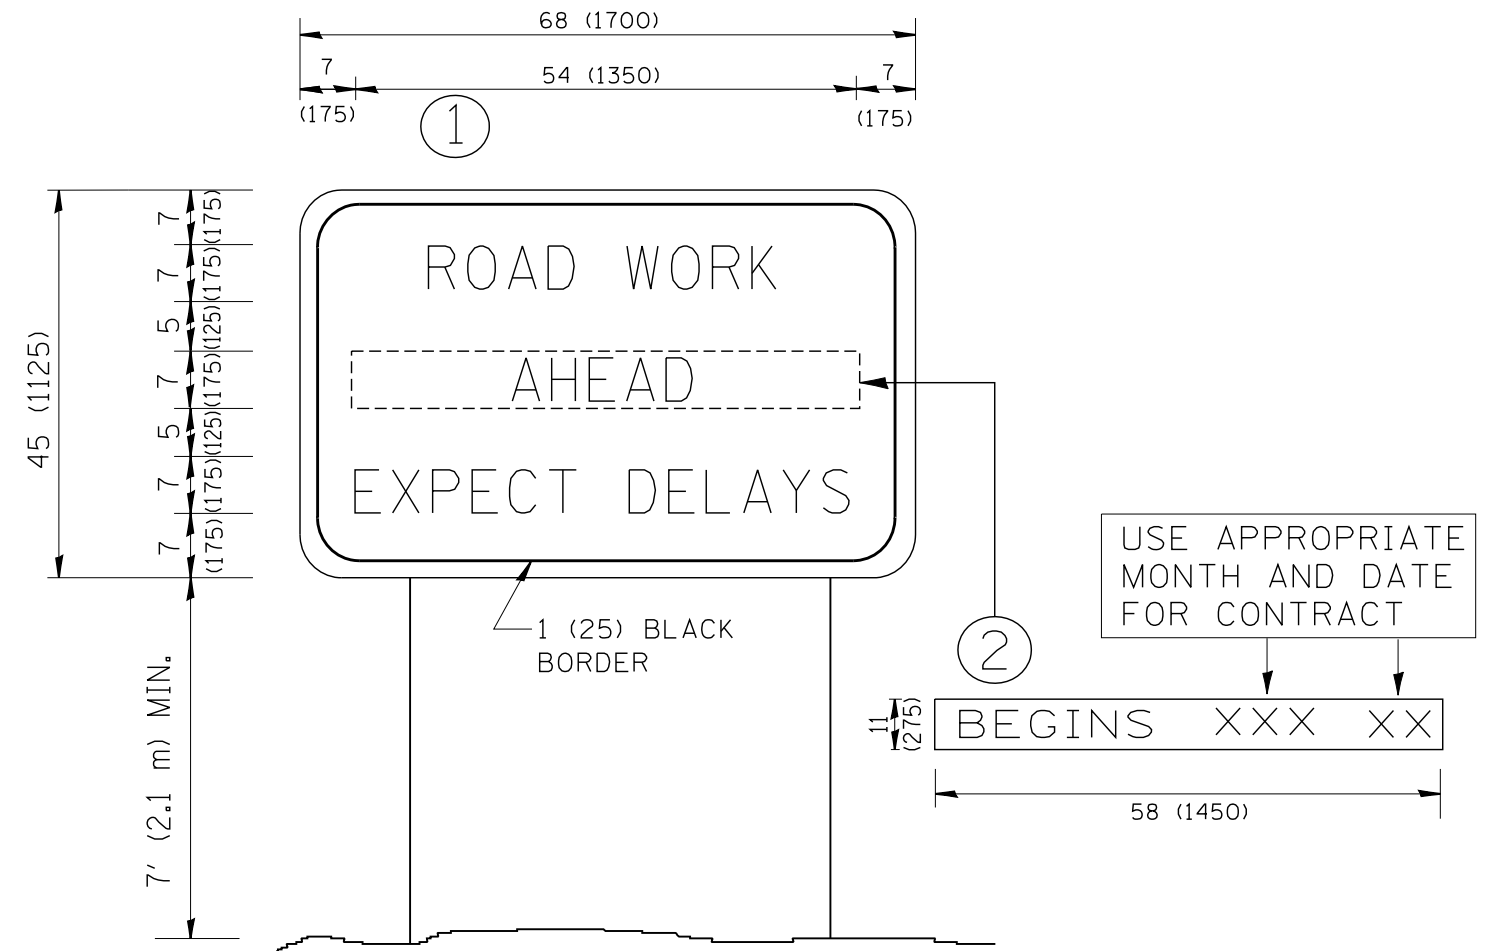 68 (1700)
7
54 (1350)
7
(175)
(175)
1
45 (1125)
7 (175)
7 (175)
5 (125)
7 (175)
5 (125)
7 (175)
7 (175)
ROAD WORK
AHEAD
EXPECT DELAYS
1 (25) BLACK
BORDER
7' (2.1 m) MIN.
USE APPROPRIATE
MONTH AND DATE
FOR CONTRACT
2
11
(275)
BEGINS XXX XX
58 (1450)